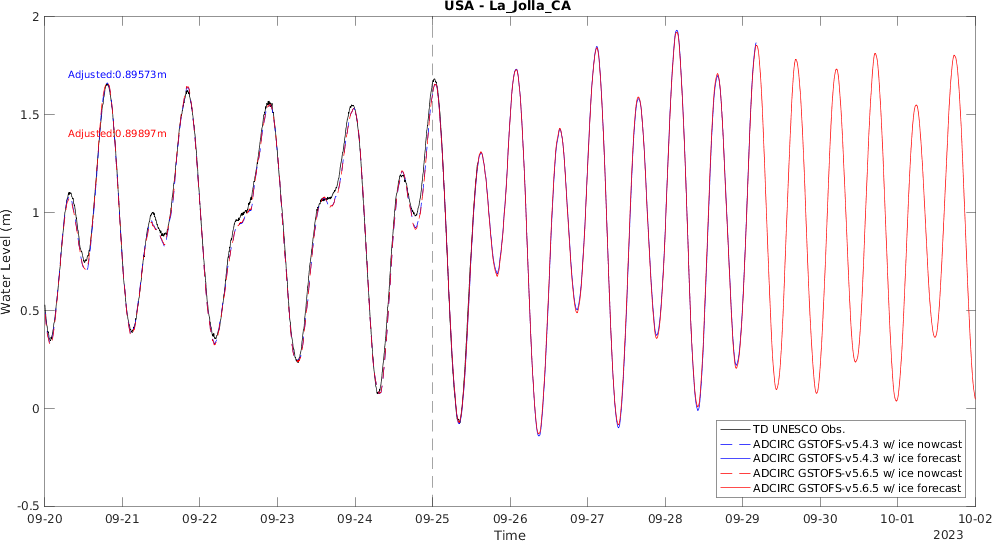 USA - La_Jolla_CA
2
1.5
1
0.5
0
-0.5
Water Level (m)
Adjusted:0.89573m
Adjusted:0.89897m
TD UNESCO Obs.
ADCIRC GSTOFS-v5.4.3 w/ ice nowcast
ADCIRC GSTOFS-v5.4.3 w/ ice forecast
ADCIRC GSTOFS-v5.6.5 w/ ice nowcast
ADCIRC GSTOFS-v5.6.5 w/ ice forecast
09-20 09-21 09-22 09-23 09-24 09-25 09-26 09-27 09-28 09-29 09-30 10-01 10-02
Time
2023